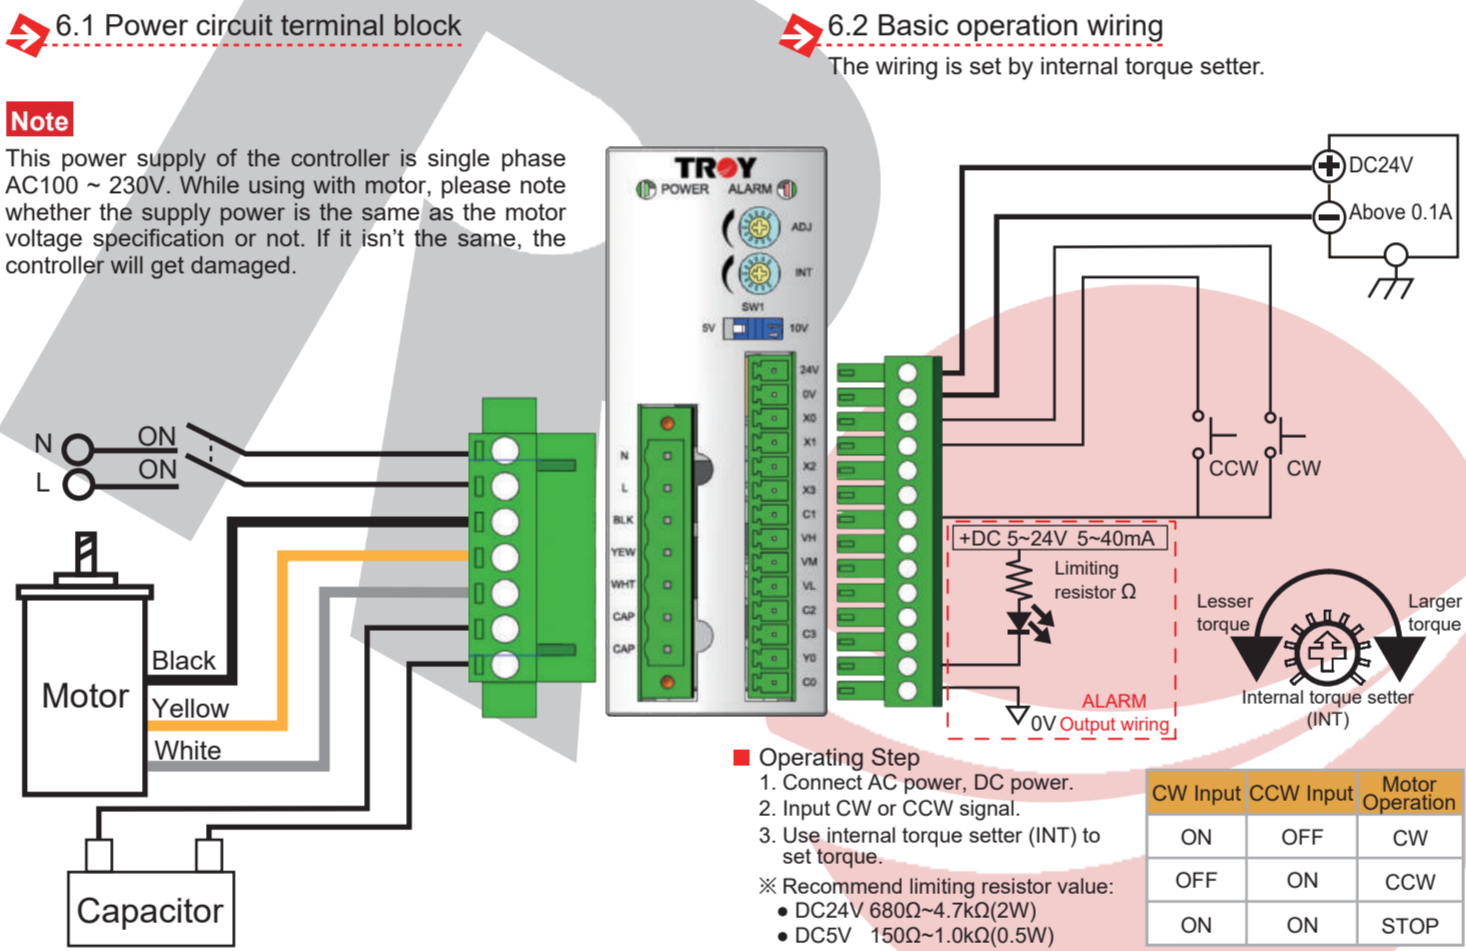 6.1 Power circuit terminal block
Note
This power supply of the controller is single phase
AC100 ~ 230V. While using with motor, please note
whether the supply power is the same as the motor
voltage specification or not. If it isn't the same, the
controller will get damaged.
N ON
L ON
Motor
Black
Yellow
White
Capacitor
TROY
POWER ALARM
ADJ
INT
SW1
5V 10V
N
L
BLK
YEW
WHT
CAP
CAP
24V
0V
X0
X1
X2
X3
C1
VH
VM
VL
C2
C3
Y0
C0
6.2 Basic operation wiring
The wiring is set by internal torque setter.
DC24V
Above 0.1A
CCW CW
+DC 5~24V 5~40mA
Limiting
resistor Ω
0V
ALARM
Output wiring
Lesser
torque
Larger
torque
Internal torque setter
(INT)
■ Operating Step
1. Connect AC power, DC power.
2. Input CW or CCW signal.
3. Use internal torque setter (INT) to
set torque.
※ Recommend limiting resistor value:
● DC24V 680Ω~4.7kΩ(2W)
● DC5V 150Ω~1.0kΩ(0.5W)
CW Input CCW Input Motor Operation
ON OFF CW
OFF ON CCW
ON ON STOP